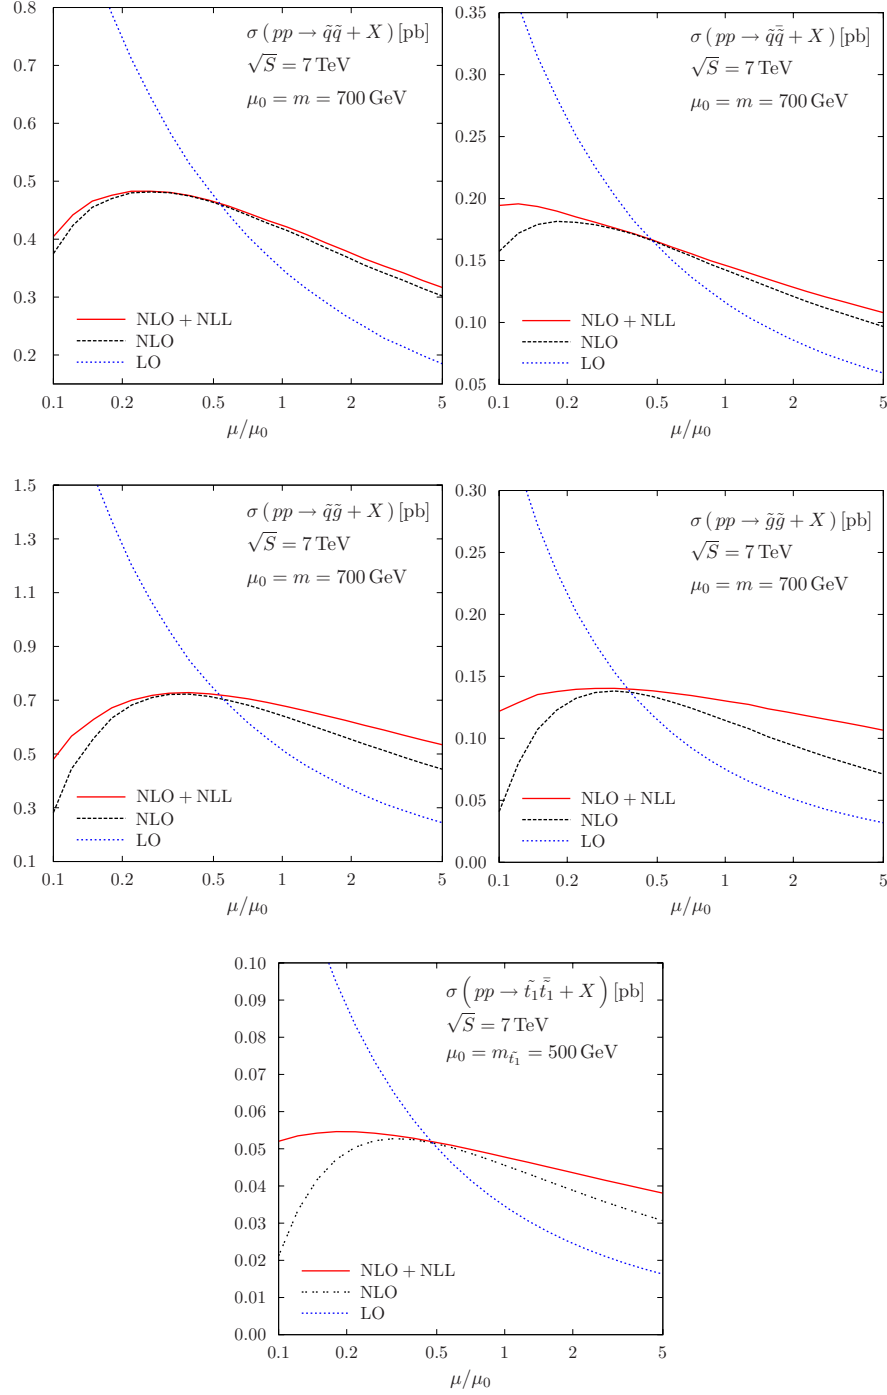 σ( pp → q̃q̃ + X ) [pb]
√S = 7 TeV
μ₀ = m = 700 GeV
0.8
0.7
0.6
0.5
0.4
0.3
0.2
NLO + NLL
NLO
LO
0.1 0.2 0.5 1 2 5
μ/μ₀
σ( pp → q̃q̃̄ + X ) [pb]
√S = 7 TeV
μ₀ = m = 700 GeV
0.35
0.30
0.25
0.20
0.15
0.10
0.05
NLO + NLL
NLO
LO
0.1 0.2 0.5 1 2 5
μ/μ₀
σ( pp → q̃g̃ + X ) [pb]
√S = 7 TeV
μ₀ = m = 700 GeV
1.5
1.3
1.1
0.9
0.7
0.5
0.3
0.1
NLO + NLL
NLO
LO
0.1 0.2 0.5 1 2 5
μ/μ₀
σ( pp → g̃g̃ + X ) [pb]
√S = 7 TeV
μ₀ = m = 700 GeV
0.30
0.25
0.20
0.15
0.10
0.05
0.00
NLO + NLL
NLO
LO
0.1 0.2 0.5 1 2 5
μ/μ₀
σ( pp → t̃₁t̃̄₁ + X ) [pb]
√S = 7 TeV
μ₀ = m_t̃₁ = 500 GeV
0.10
0.09
0.08
0.07
0.06
0.05
0.04
0.03
0.02
0.01
0.00
NLO + NLL
NLO
LO
0.1 0.2 0.5 1 2 5
μ/μ₀